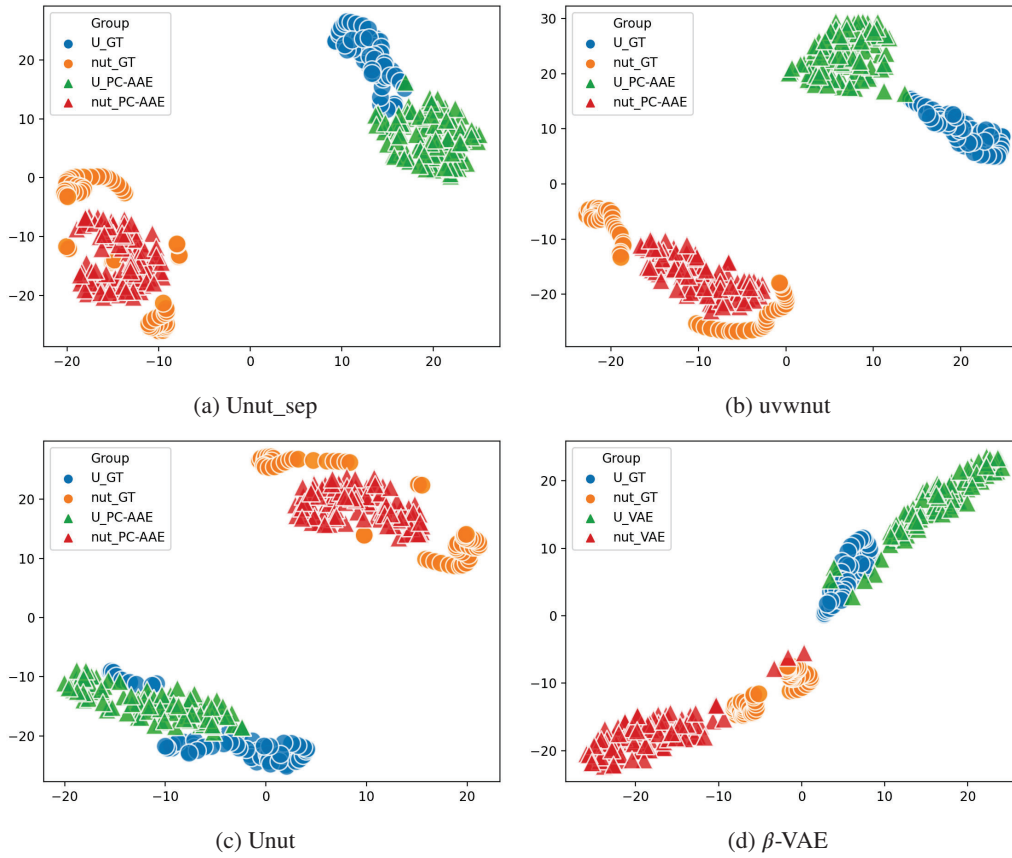 Group
U_GT
nut_GT
U_PC-AAE
nut_PC-AAE
20
10
0
−10
−20
−20 −10 0 10 20
(a) Unut_sep
Group
U_GT
nut_GT
U_PC-AAE
nut_PC-AAE
30
20
10
0
−10
−20
−20 −10 0 10 20
(b) uvwnut
Group
U_GT
nut_GT
U_PC-AAE
nut_PC-AAE
20
10
0
−10
−20
−20 −10 0 10 20
(c) Unut
Group
U_GT
nut_GT
U_VAE
nut_VAE
20
10
0
−10
−20
−20 −10 0 10 20
(d) β-VAE